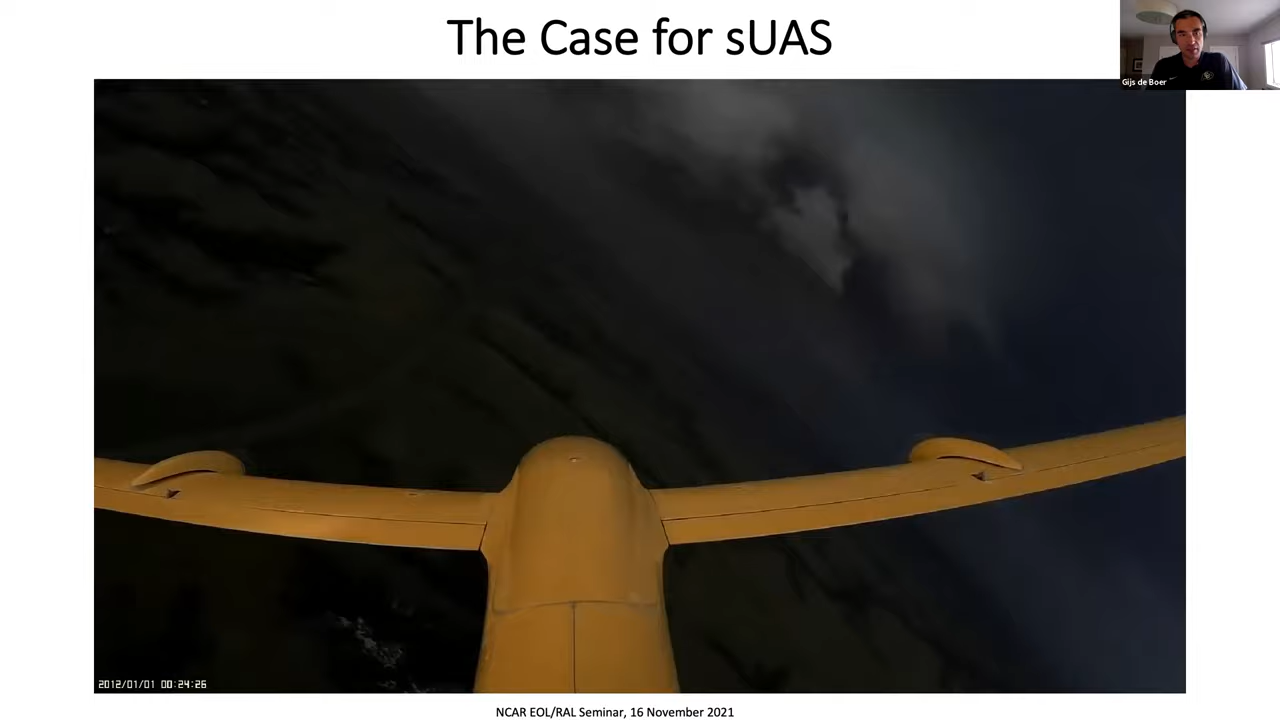 The Case for sUAS
Gijs de Boer
2012/01/01 00:24:26
NCAR EOL/RAL Seminar, 16 November 2021